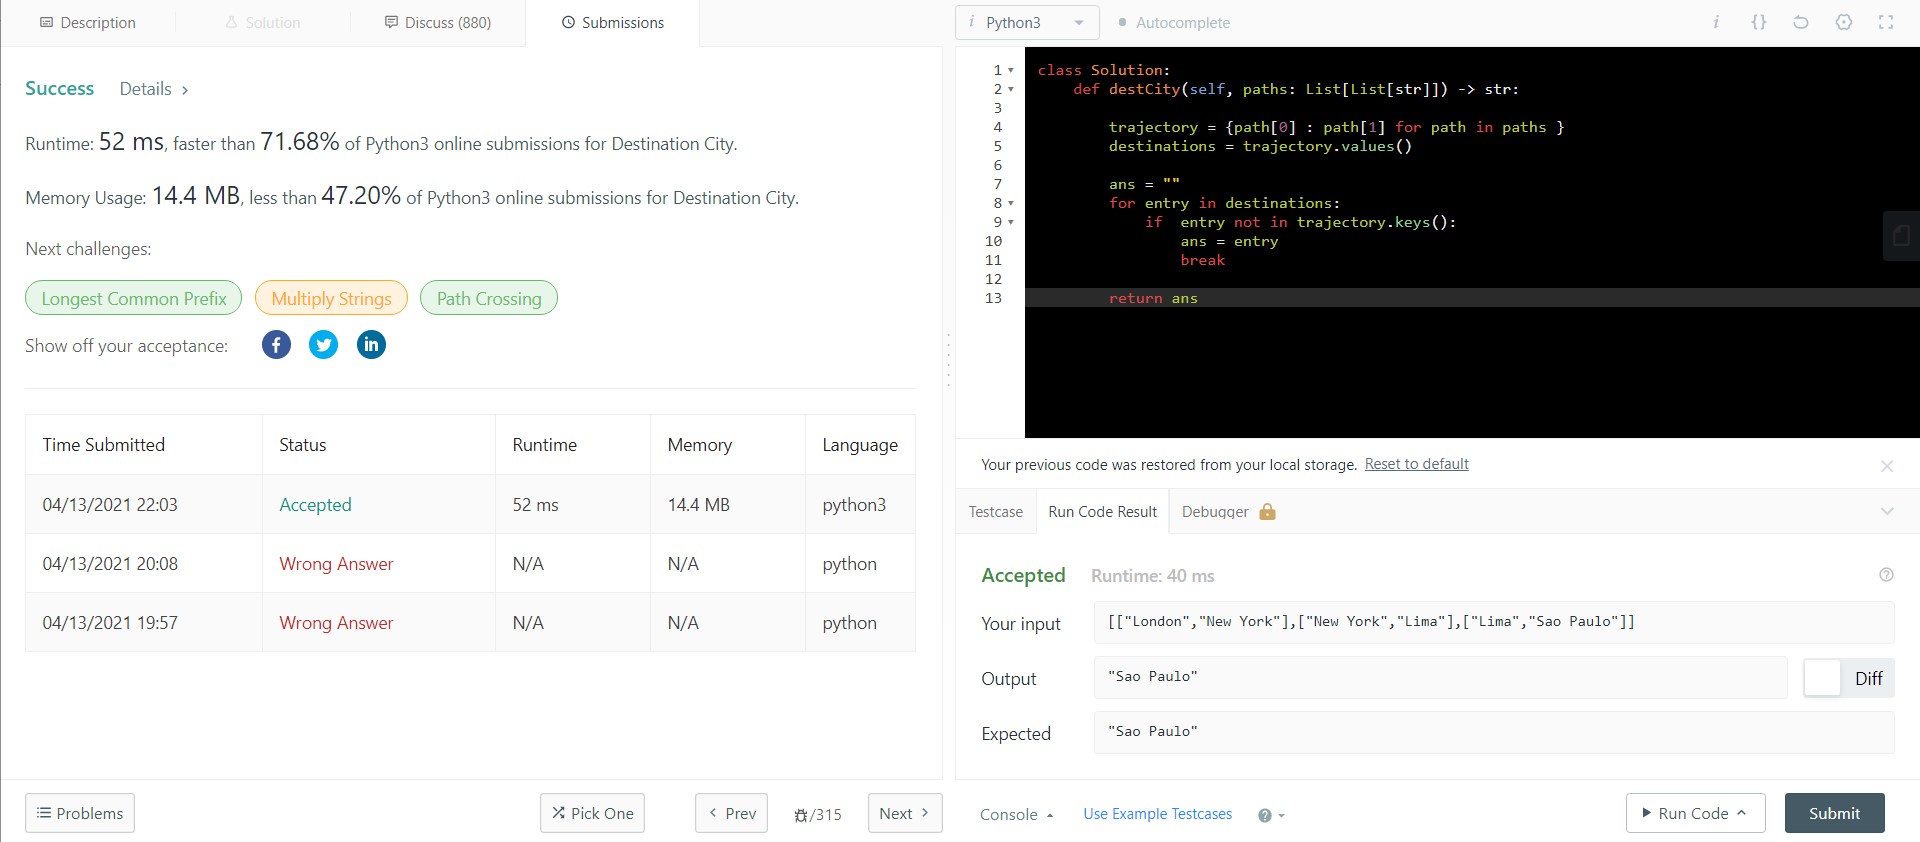 Description
Solution
Discuss (880)
Submissions
Success Details >
Runtime: 52 ms, faster than 71.68% of Python3 online submissions for Destination City.
Memory Usage: 14.4 MB, less than 47.20% of Python3 online submissions for Destination City.
Next challenges:
Longest Common Prefix
Multiply Strings
Path Crossing
Show off your acceptance:
Time Submitted Status Runtime Memory Language
04/13/2021 22:03 Accepted 52 ms 14.4 MB python3
04/13/2021 20:08 Wrong Answer N/A N/A python
04/13/2021 19:57 Wrong Answer N/A N/A python
Problems
Pick One
< Prev
/315
Next >
i Python3
Autocomplete
i {}
1 class Solution:
2     def destCity(self, paths: List[List[str]]) -> str:
3
4         trajectory = {path[0] : path[1] for path in paths }
5         destinations = trajectory.values()
6
7         ans = ""
8         for entry in destinations:
9             if  entry not in trajectory.keys():
10                 ans = entry
11                 break
12
13         return ans
Your previous code was restored from your local storage. Reset to default
Testcase
Run Code Result
Debugger
Accepted Runtime: 40 ms
Your input [["London","New York"],["New York","Lima"],["Lima","Sao Paulo"]]
Output "Sao Paulo" Diff
Expected "Sao Paulo"
Console
Use Example Testcases
?
Run Code
Submit